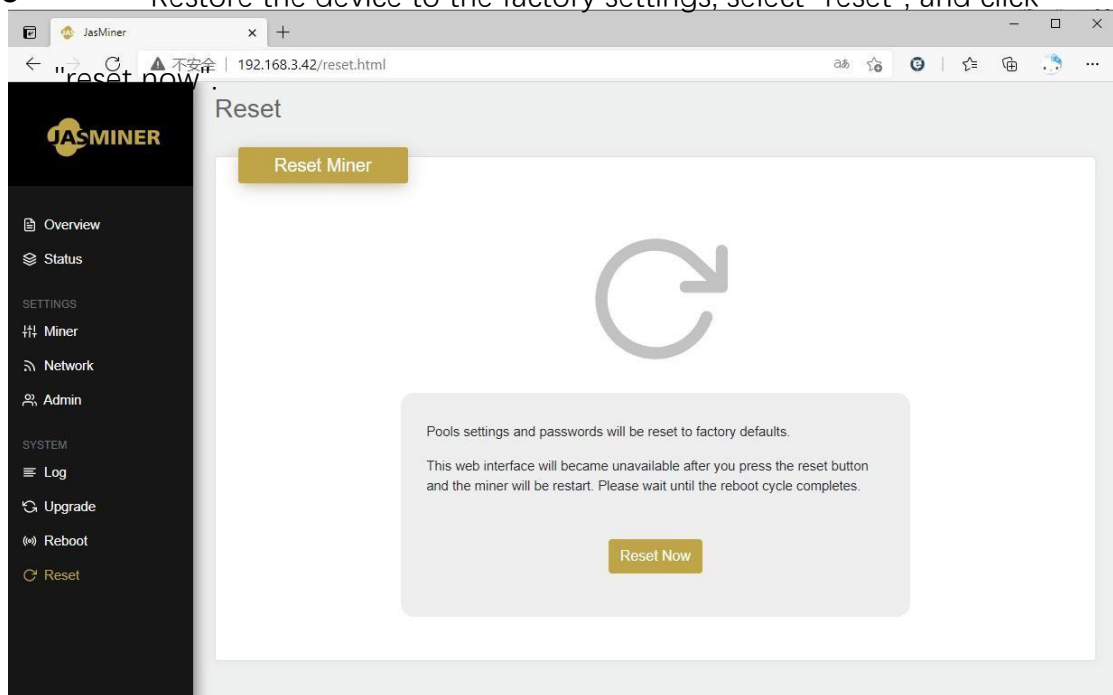 Restore the device to the factory settings, select "reset", and click
JasMiner
不安全 | 192.168.3.42/reset.html
"reset now".
Reset
JASMINER
Reset Miner
Overview
Status
SETTINGS
Miner
Network
Admin
SYSTEM
Log
Upgrade
Reboot
Reset
Pools settings and passwords will be reset to factory defaults.
This web interface will became unavailable after you press the reset button
and the miner will be restart. Please wait until the reboot cycle completes.
Reset Now